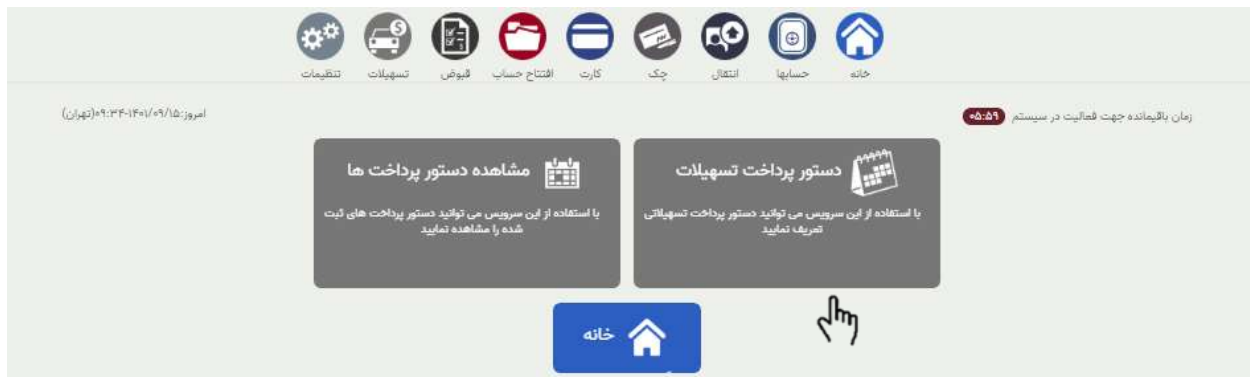 خانه
حسابها
انتقال
چک
کارت
افتتاح حساب
قبوض
تسهیلات
تنظیمات
زمان باقیمانده جهت فعالیت در سیستم ۰۵:۵۹
امروز:۱۴۰۱/۰۹/۱۵-۰۹:۳۴(تهران)
دستور پرداخت تسهیلات
با استفاده از این سرویس می توانید دستور پرداخت تسهیلاتی
تعریف نمایید
مشاهده دستور پرداخت ها
با استفاده از این سرویس می توانید دستور پرداخت های ثبت
شده را مشاهده نمایید
خانه